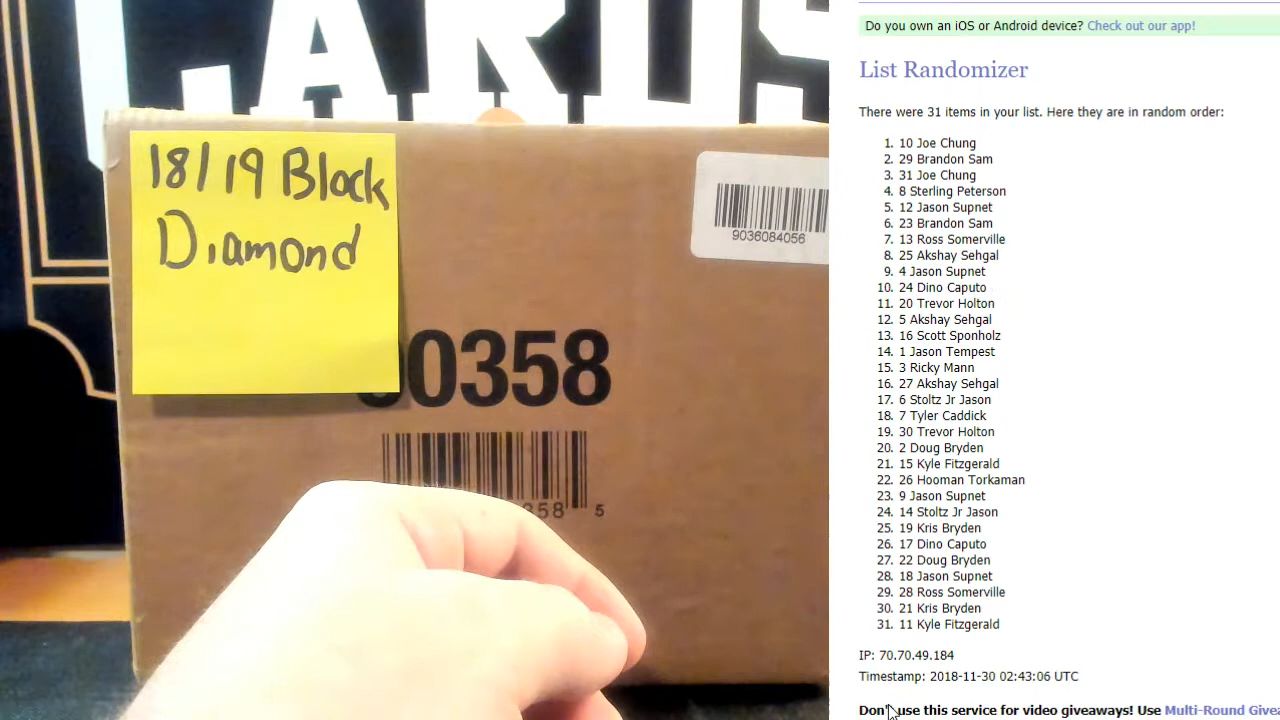 CARDS
18/19 Black
Diamond
9036084056
0358
358 5
Do you own an iOS or Android device? Check out our app!
List Randomizer
There were 31 items in your list. Here they are in random order:
1. 10 Joe Chung
2. 29 Brandon Sam
3. 31 Joe Chung
4. 8 Sterling Peterson
5. 12 Jason Supnet
6. 23 Brandon Sam
7. 13 Ross Somerville
8. 25 Akshay Sehgal
9. 4 Jason Supnet
10. 24 Dino Caputo
11. 20 Trevor Holton
12. 5 Akshay Sehgal
13. 16 Scott Sponholz
14. 1 Jason Tempest
15. 3 Ricky Mann
16. 27 Akshay Sehgal
17. 6 Stoltz Jr Jason
18. 7 Tyler Caddick
19. 30 Trevor Holton
20. 2 Doug Bryden
21. 15 Kyle Fitzgerald
22. 26 Hooman Torkaman
23. 9 Jason Supnet
24. 14 Stoltz Jr Jason
25. 19 Kris Bryden
26. 17 Dino Caputo
27. 22 Doug Bryden
28. 18 Jason Supnet
29. 28 Ross Somerville
30. 21 Kris Bryden
31. 11 Kyle Fitzgerald
IP: 70.70.49.184
Timestamp: 2018-11-30 02:43:06 UTC
Don't use this service for video giveaways! Use Multi-Round Givea